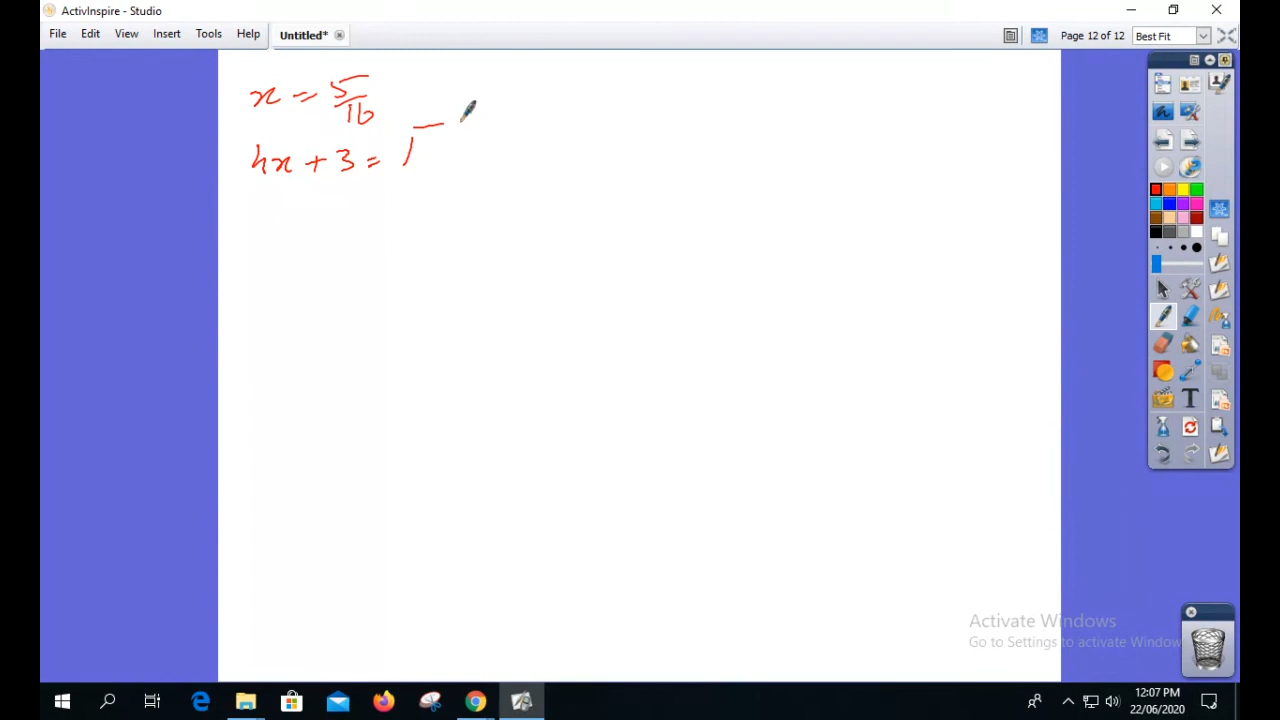 ActivInspire - Studio
File Edit View Insert Tools Help
Untitled*
Page 12 of 12
Best Fit
x = 5/16
4x + 3 =
T
Activate Windows
Go to Settings to activate Window
12:07 PM
22/06/2020